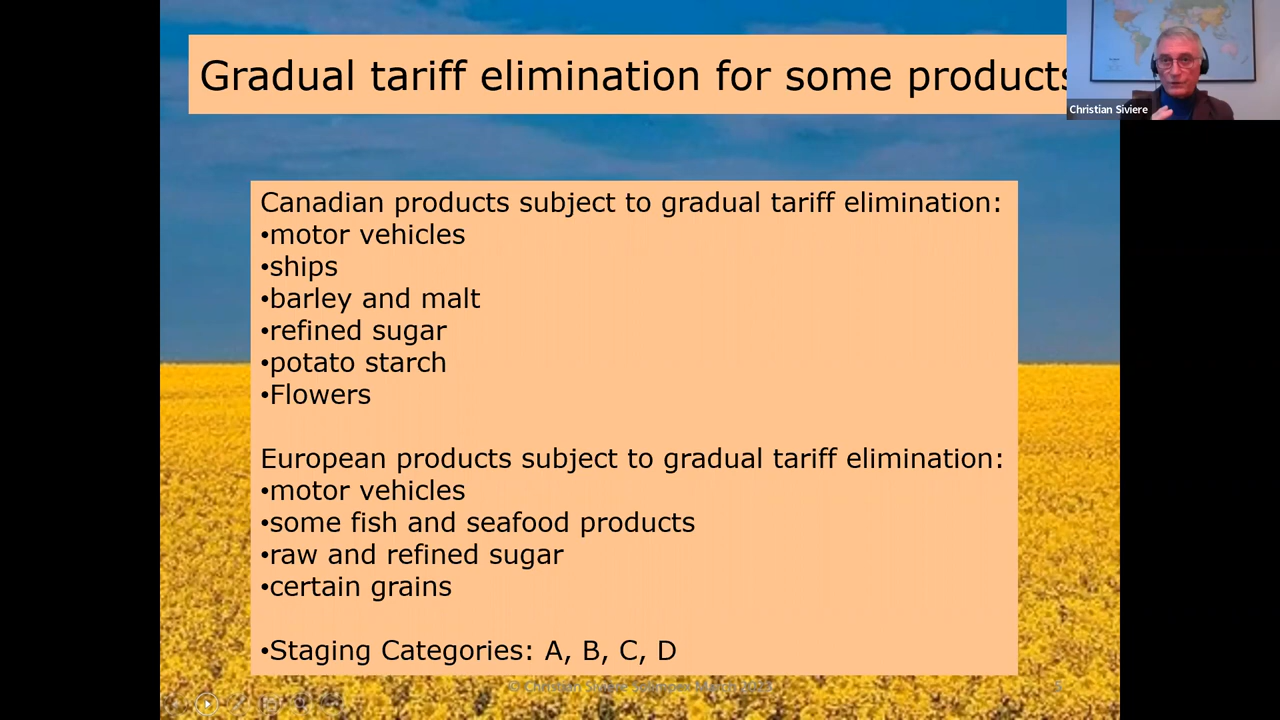 Gradual tariff elimination for some products
Christian Siviere
Canadian products subject to gradual tariff elimination:
•motor vehicles
•ships
•barley and malt
•refined sugar
•potato starch
•Flowers
European products subject to gradual tariff elimination:
•motor vehicles
•some fish and seafood products
•raw and refined sugar
•certain grains
•Staging Categories: A, B, C, D
© Christian Siviere